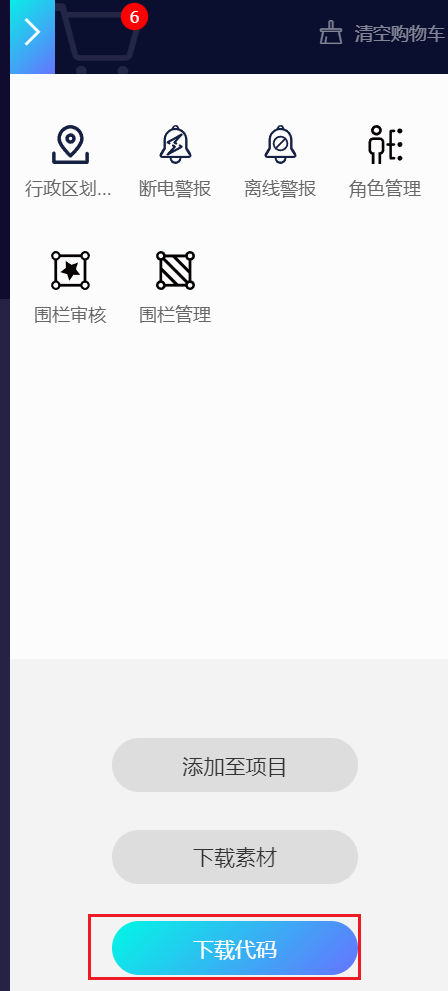 6
清空购物车
行政区划...
断电警报
离线警报
角色管理
围栏审核
围栏管理
添加至项目
下载素材
下载代码